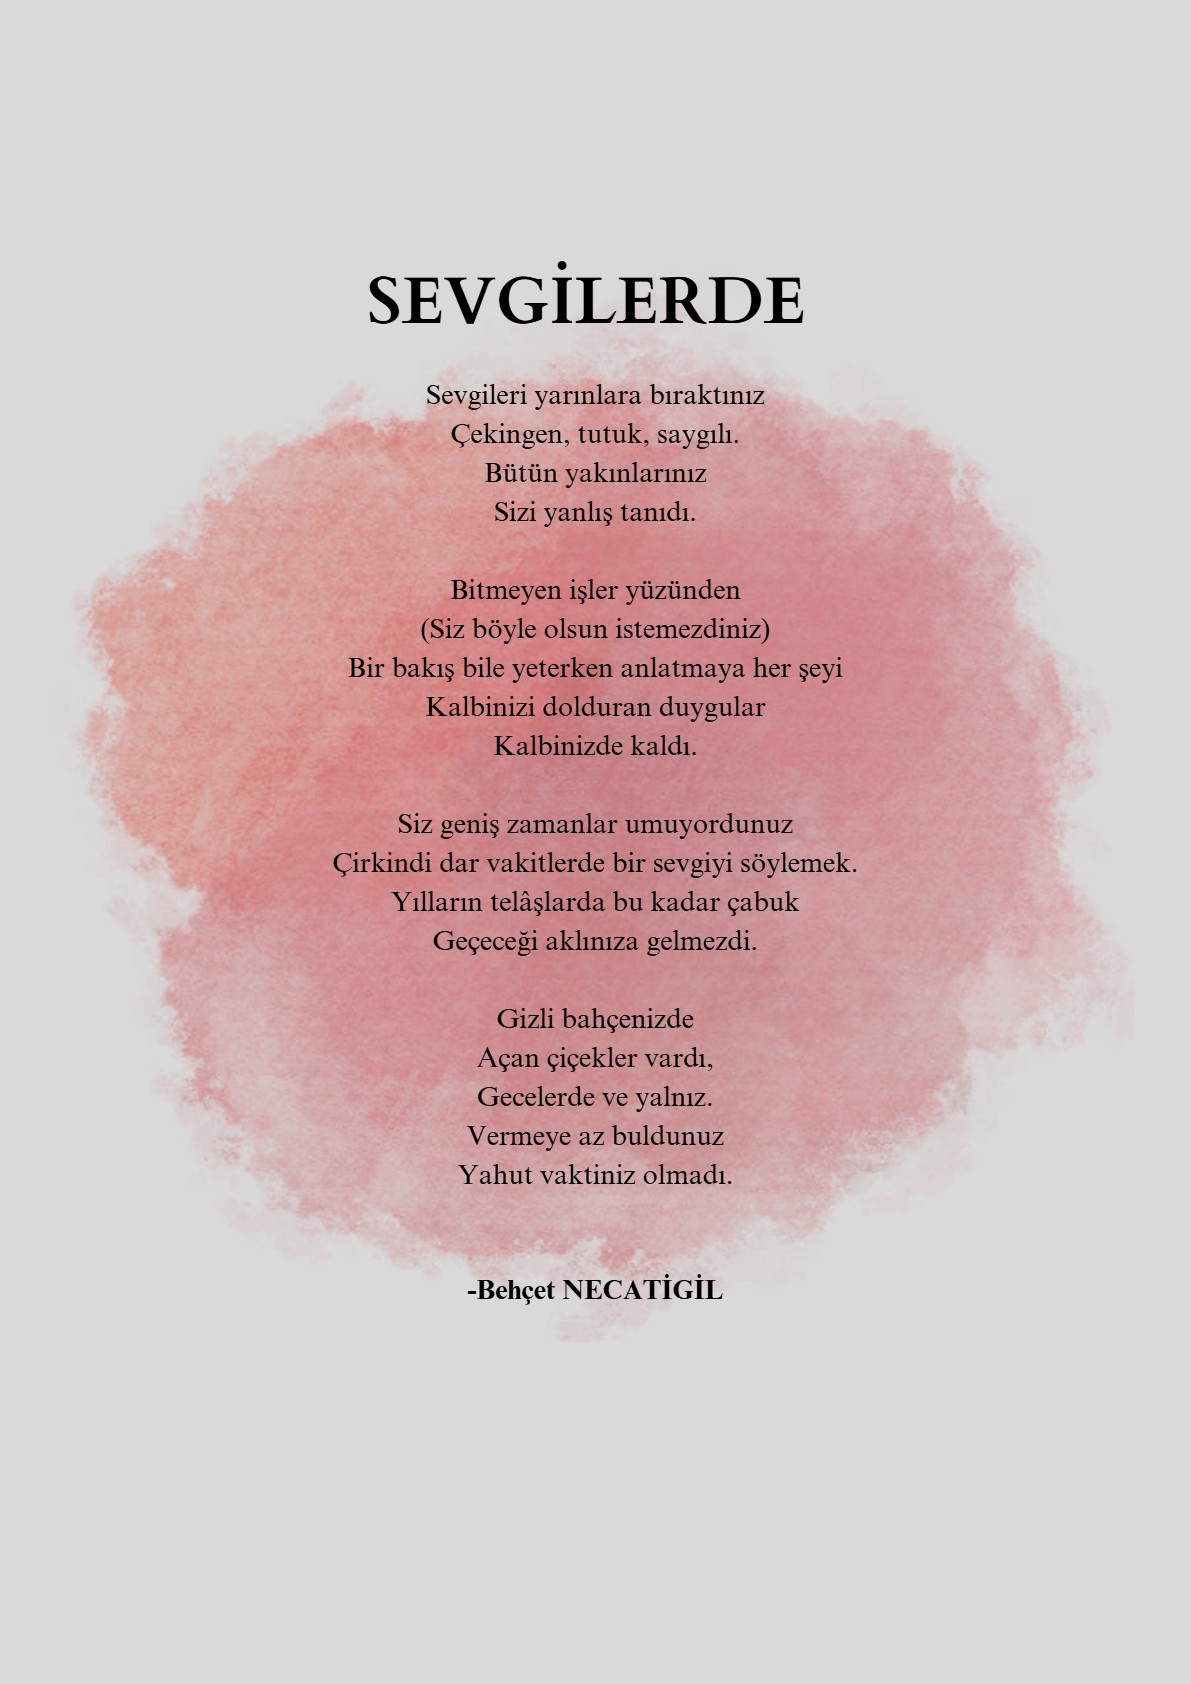 SEVGİLERDE
Sevgileri yarınlara bıraktınız
Çekingen, tutuk, saygılı.
Bütün yakınlarınız
Sizi yanlış tanıdı.
Bitmeyen işler yüzünden
(Siz böyle olsun istemezdiniz)
Bir bakış bile yeterken anlatmaya her şeyi
Kalbinizi dolduran duygular
Kalbinizde kaldı.
Siz geniş zamanlar umuyordunuz
Çirkindi dar vakitlerde bir sevgiyi söylemek.
Yılların telâşlarda bu kadar çabuk
Geçeceği aklınıza gelmezdi.
Gizli bahçenizde
Açan çiçekler vardı,
Gecelerde ve yalnız.
Vermeye az buldunuz
Yahut vaktiniz olmadı.
-Behçet NECATİGİL